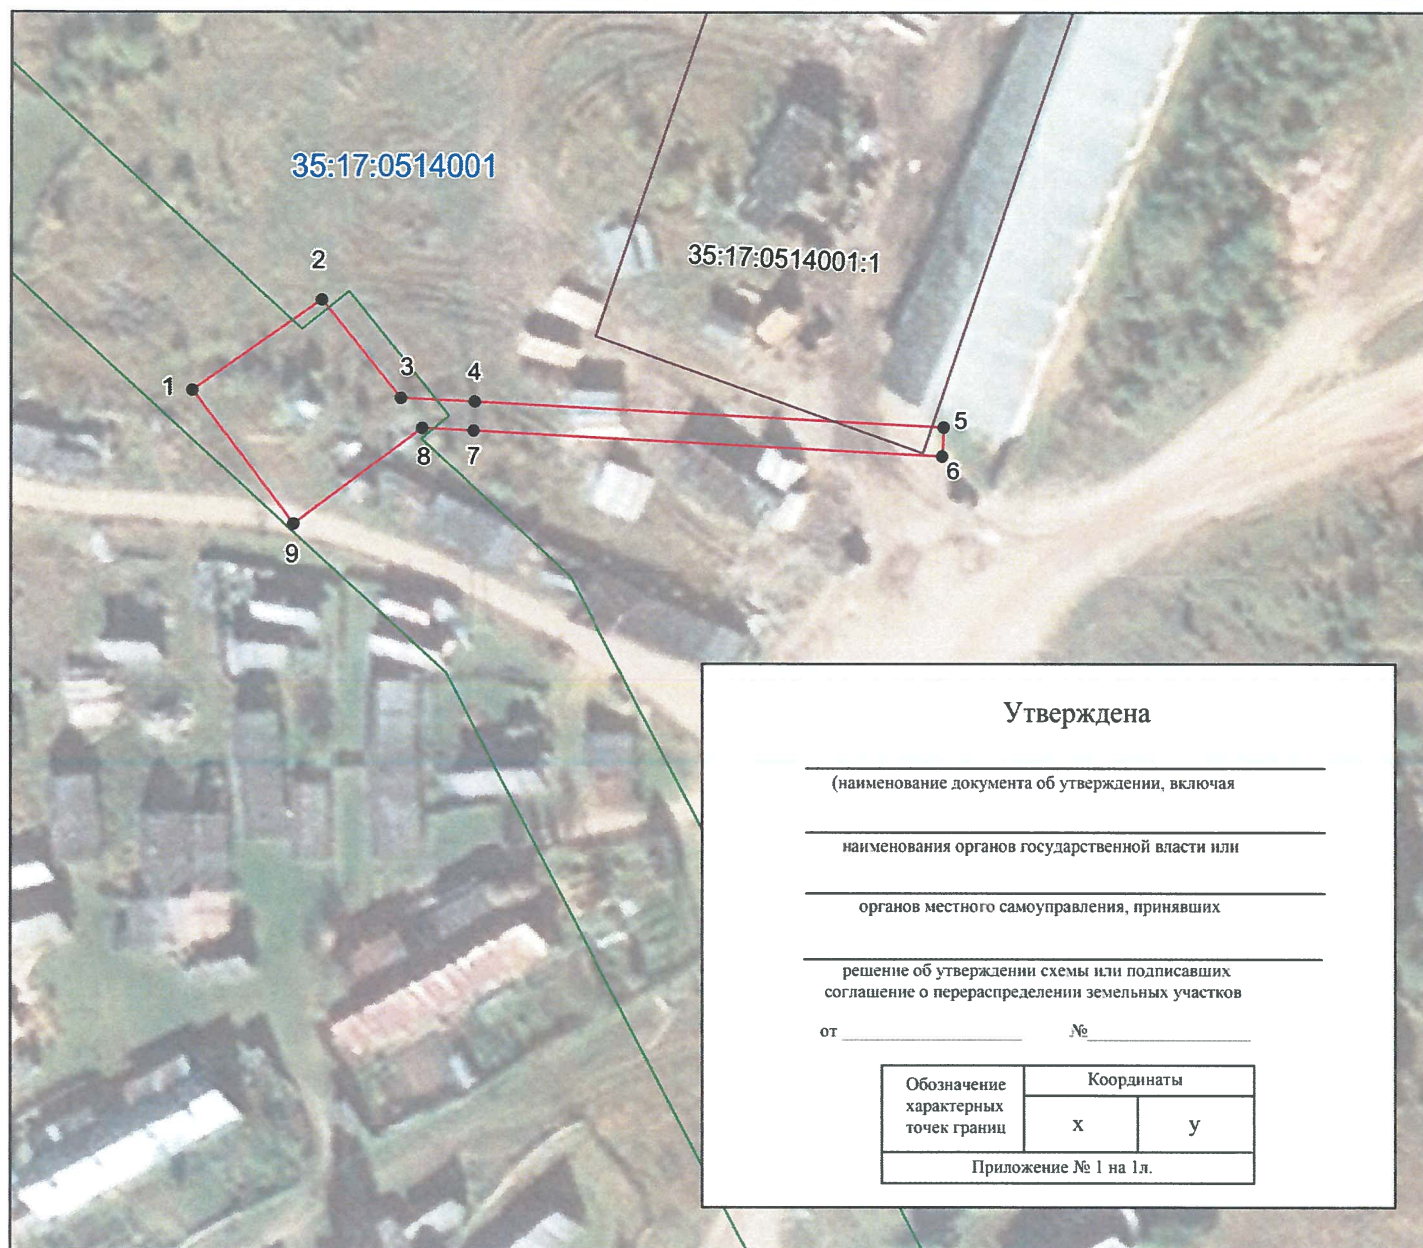 35:17:0514001
2
35:17:0514001:1
1
3
4
5
8
7
6
9
Утверждена
(наименование документа об утверждении, включая
наименования органов государственной власти или
органов местного самоуправления, принявших
решение об утверждении схемы или подписавших
соглашение о перераспределении земельных участков
от ____________ №____________
Обозначение характерных точек границ
Координаты
x
y
Приложение № 1 на 1л.